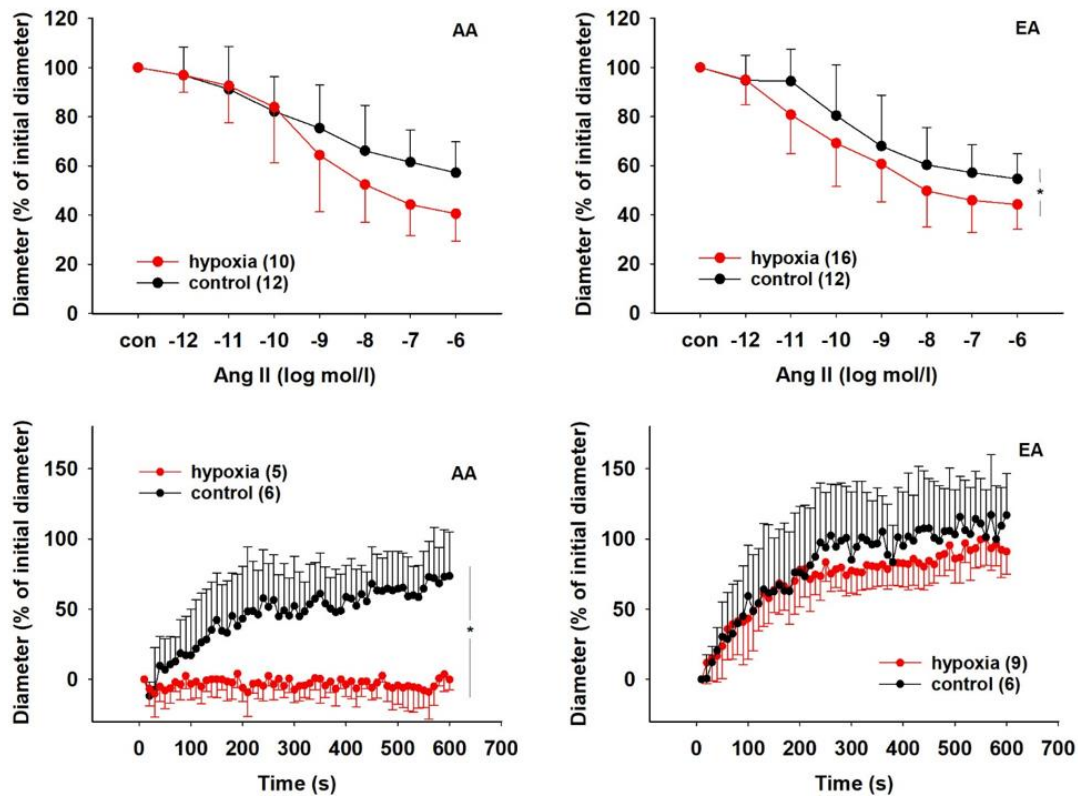 AA
Diameter (% of initial diameter)
120
100
80
60
40
20
0
hypoxia (10)
control (12)
con -12 -11 -10 -9 -8 -7 -6
Ang II (log mol/l)
EA
Diameter (% of initial diameter)
120
100
80
60
40
20
0
*
hypoxia (16)
control (12)
con -12 -11 -10 -9 -8 -7 -6
Ang II (log mol/l)
AA
Diameter (% of initial diameter)
150
100
50
0
hypoxia (5)
control (6)
*
0 100 200 300 400 500 600 700
Time (s)
EA
Diameter (% of initial diameter)
150
100
50
0
hypoxia (9)
control (6)
0 100 200 300 400 500 600 700
Time (s)